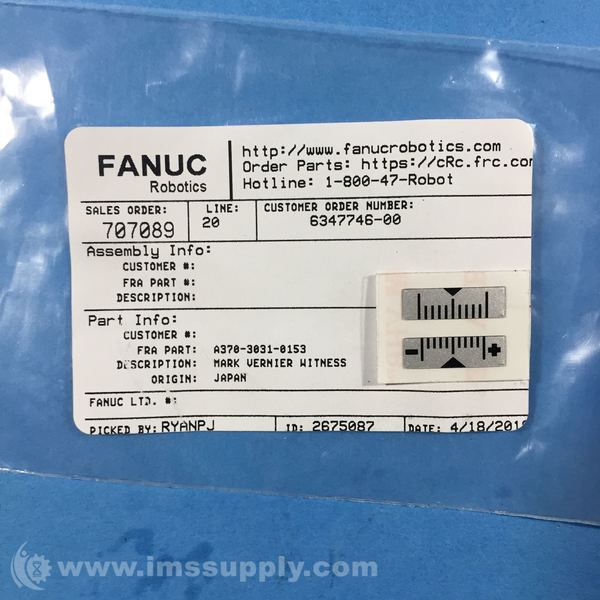 FANUC
Robotics
http://www.fanucrobotics.com
Order Parts: https://cRc.frc.com
Hotline: 1-800-47-Robot
SALES ORDER: 707089
LINE: 20
CUSTOMER ORDER NUMBER: 6347746-00
Assembly Info:
CUSTOMER #:
FRA PART #:
DESCRIPTION:
Part Info:
CUSTOMER #:
FRA PART: A370-3031-0153
DESCRIPTION: MARK VERNIER WITNESS
ORIGIN: JAPAN
FANUC LTD. #:
PICKED BY: RYANPJ ID: 2675087 DATE: 4/18/201
- +
www.imssupply.com